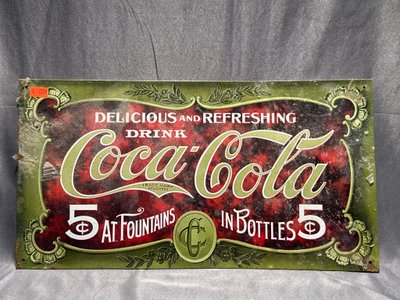 DELICIOUS AND REFRESHING
DRINK
Coca-Cola
TRADE MARK
5¢ AT FOUNTAINS IN BOTTLES 5¢